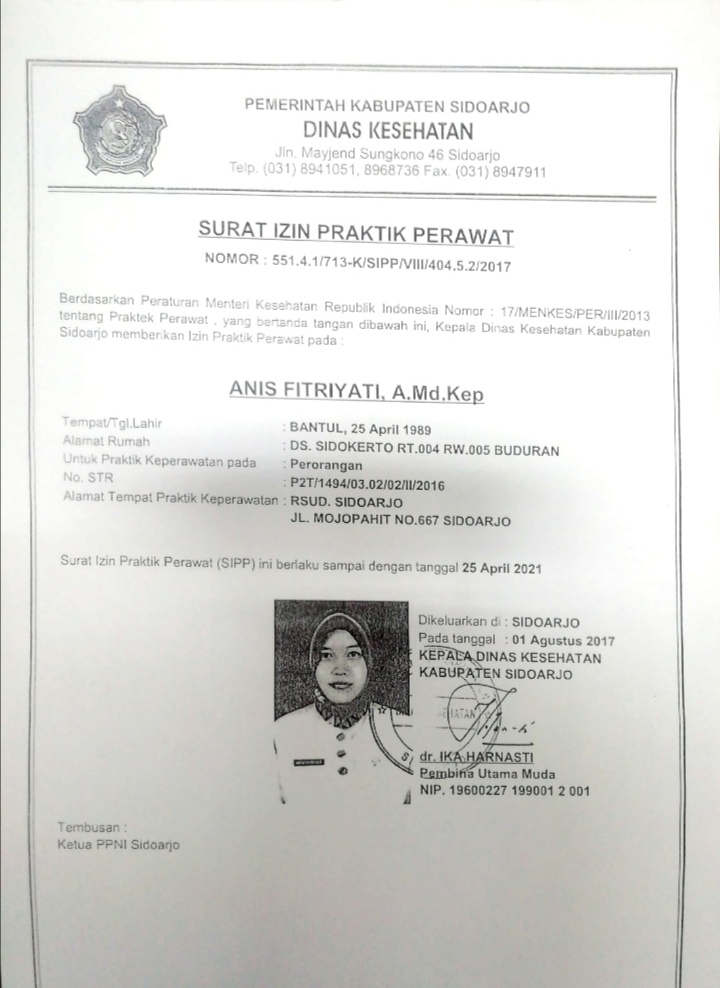 PEMERINTAH KABUPATEN SIDOARJO
DINAS KESEHATAN
Jln. Mayjend Sungkono 46 Sidoarjo
Telp. (031) 8941051, 8968736 Fax. (031) 8947911
SURAT IZIN PRAKTIK PERAWAT
NOMOR : 551.4.1/713-K/SIPP/VIII/404.5.2/2017
Berdasarkan Peraturan Menteri Kesehatan Republik Indonesia Nomor : 17/MENKES/PER/III/2013
tentang Praktek Perawat , yang bertanda tangan dibawah ini, Kepala Dinas Kesehatan Kabupaten
Sidoarjo memberikan Izin Praktik Perawat pada :
ANIS FITRIYATI, A.Md.Kep
Tempat/Tgl.Lahir : BANTUL, 25 April 1989
Alamat Rumah : DS. SIDOKERTO RT.004 RW.005 BUDURAN
Untuk Praktik Keperawatan pada : Perorangan
No. STR : P2T/1494/03.02/02/II/2016
Alamat Tempat Praktik Keperawatan : RSUD. SIDOARJO
JL. MOJOPAHIT NO.667 SIDOARJO
Surat Izin Praktik Perawat (SIPP) ini berlaku sampai dengan tanggal 25 April 2021
Dikeluarkan di : SIDOARJO
Pada tanggal : 01 Agustus 2017
KEPALA DINAS KESEHATAN
KABUPATEN SIDOARJO
dr. IKA HARNASTI
Pembina Utama Muda
NIP. 19600227 199001 2 001
Tembusan :
Ketua PPNI Sidoarjo